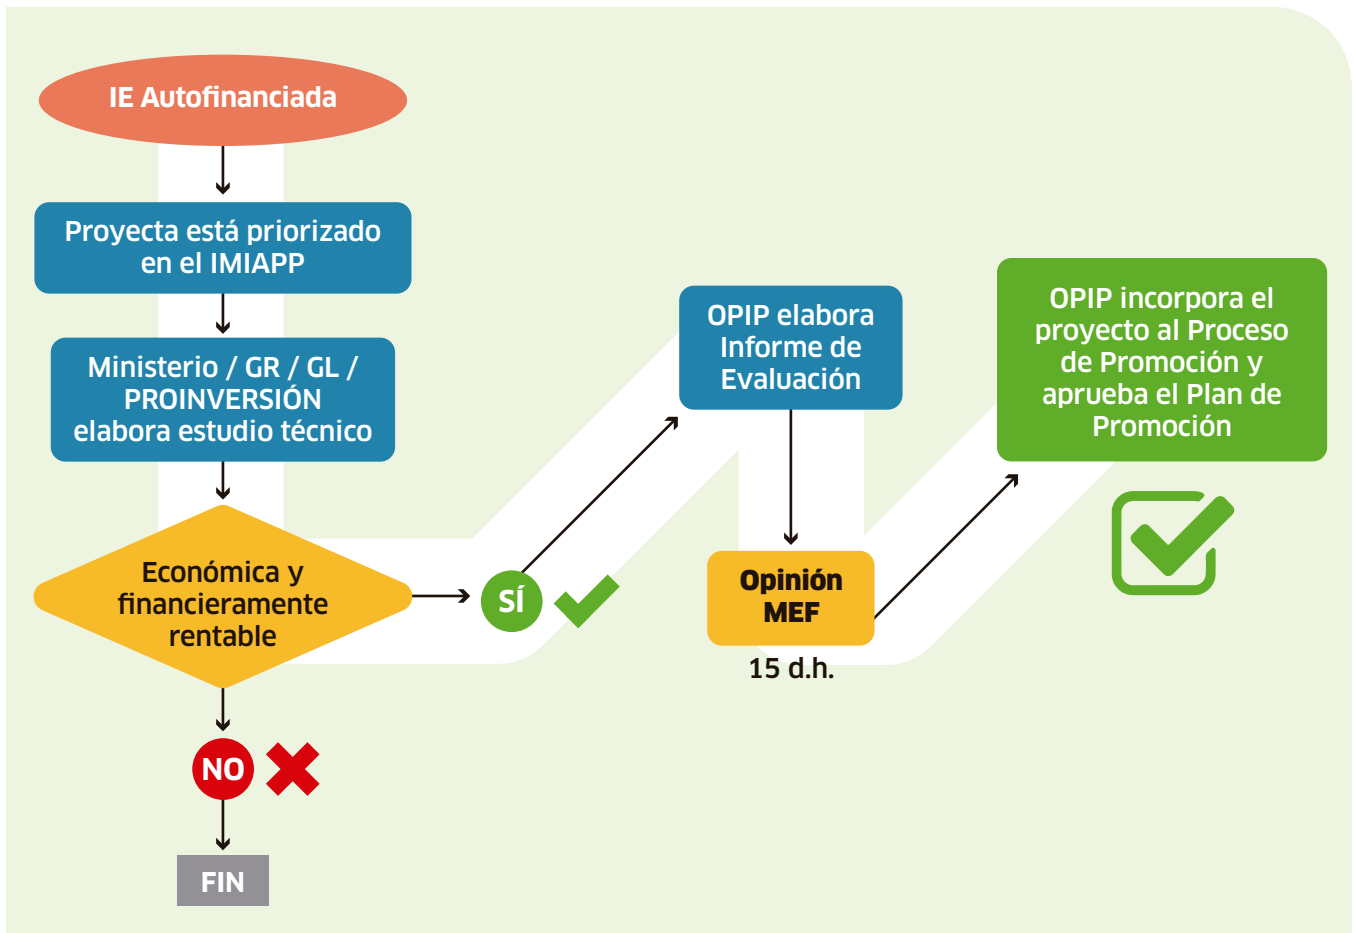 IE Autofinanciada
Proyecta está priorizado
en el IMIAPP
Ministerio / GR / GL /
PROINVERSIÓN
elabora estudio técnico
Económica y
financieramente
rentable
SÍ
NO
FIN
OPIP elabora
Informe de
Evaluación
Opinión
MEF
15 d.h.
OPIP incorpora el
proyecto al Proceso
de Promoción y
aprueba el Plan de
Promoción